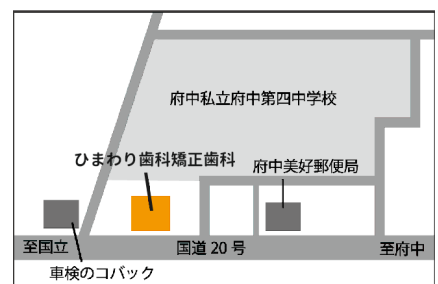 府中私立府中第四中学校
ひまわり歯科矯正歯科
府中美好郵便局
至国立
国道20号
至府中
車検のコバック